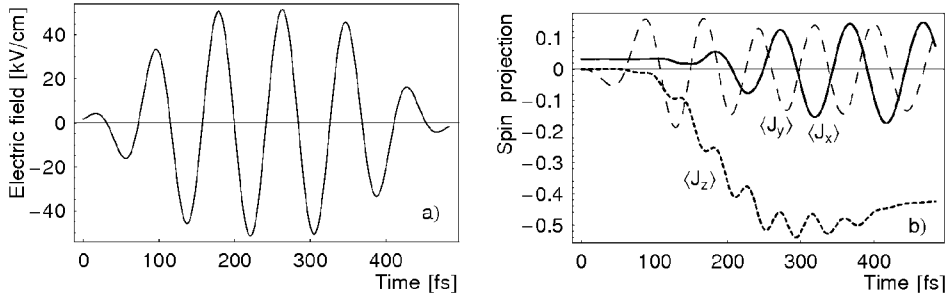 Electric field [kV/cm]
40
20
0
−20
−40
0
100
200
300
400
Time [fs]
a)
Spin projection
0.1
0
−0.1
−0.2
−0.3
−0.4
−0.5
0
100
200
300
400
Time [fs]
⟨J_y⟩
⟨J_x⟩
⟨J_z⟩
b)